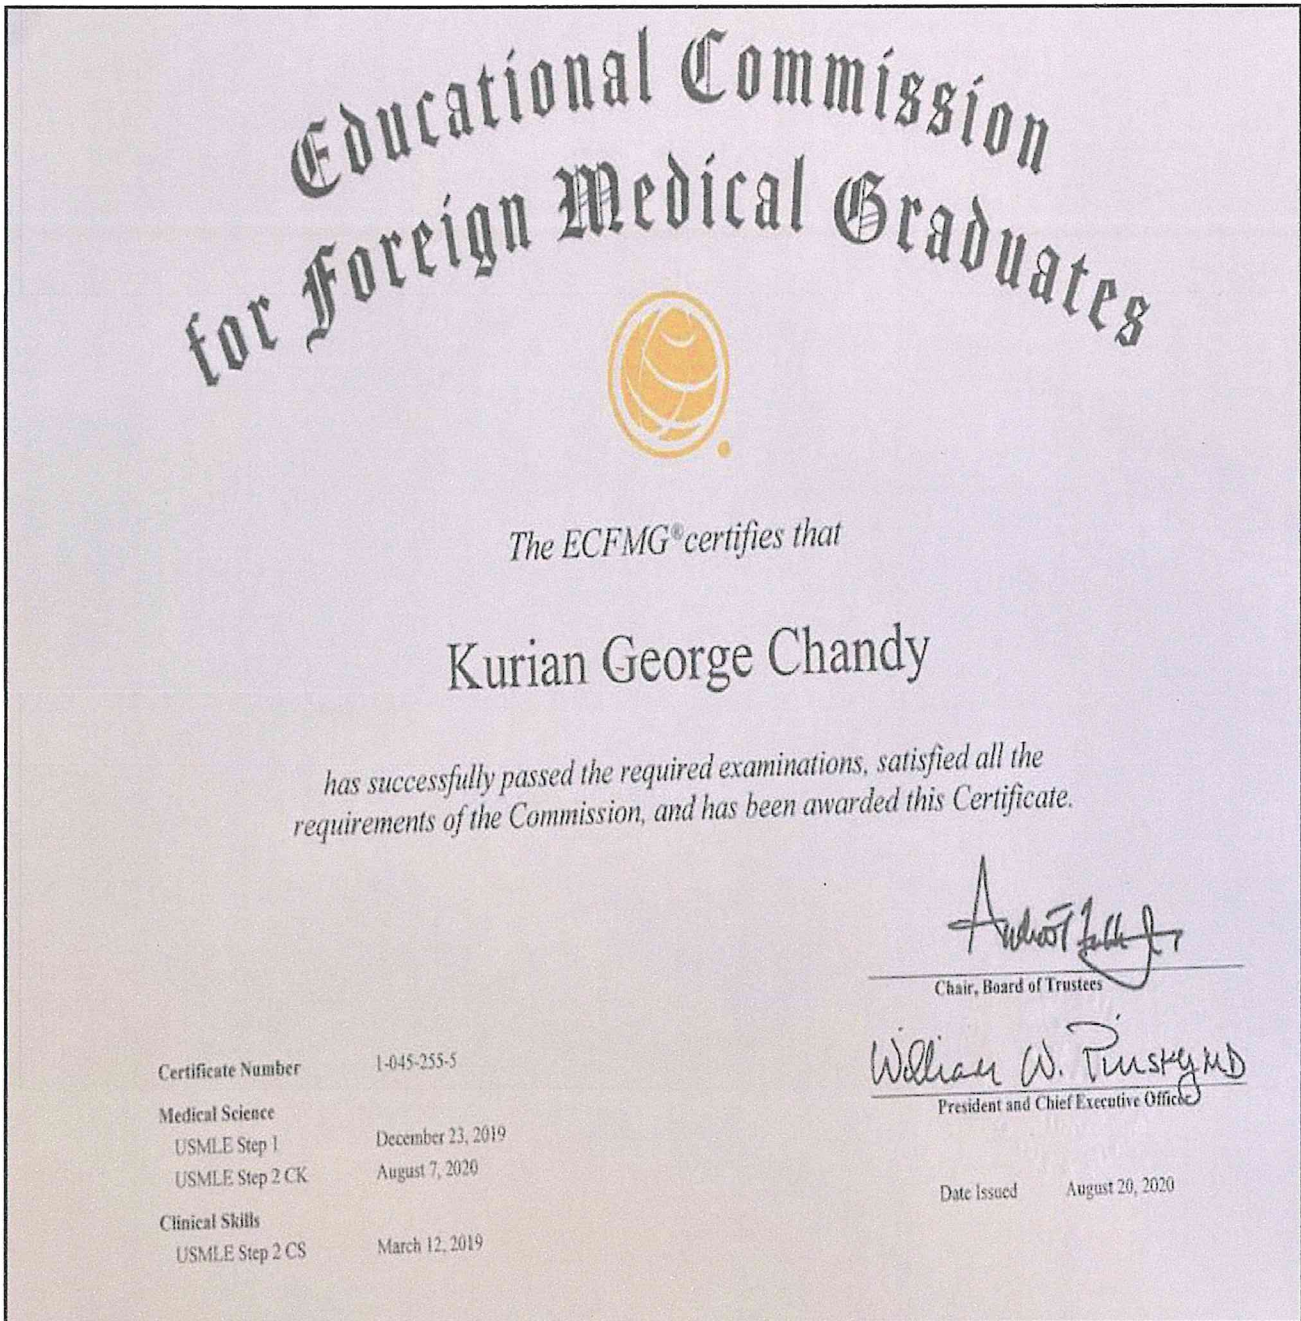 Educational Commission
for Foreign Medical Graduates
The ECFMG® certifies that
Kurian George Chandy
has successfully passed the required examinations, satisfied all the
requirements of the Commission, and has been awarded this Certificate.
Chair, Board of Trustees
William W. Pinsky MD
President and Chief Executive Officer
Certificate Number 1-045-255-5
Medical Science
USMLE Step 1 December 23, 2019
USMLE Step 2 CK August 7, 2020
Clinical Skills
USMLE Step 2 CS March 12, 2019
Date Issued August 20, 2020